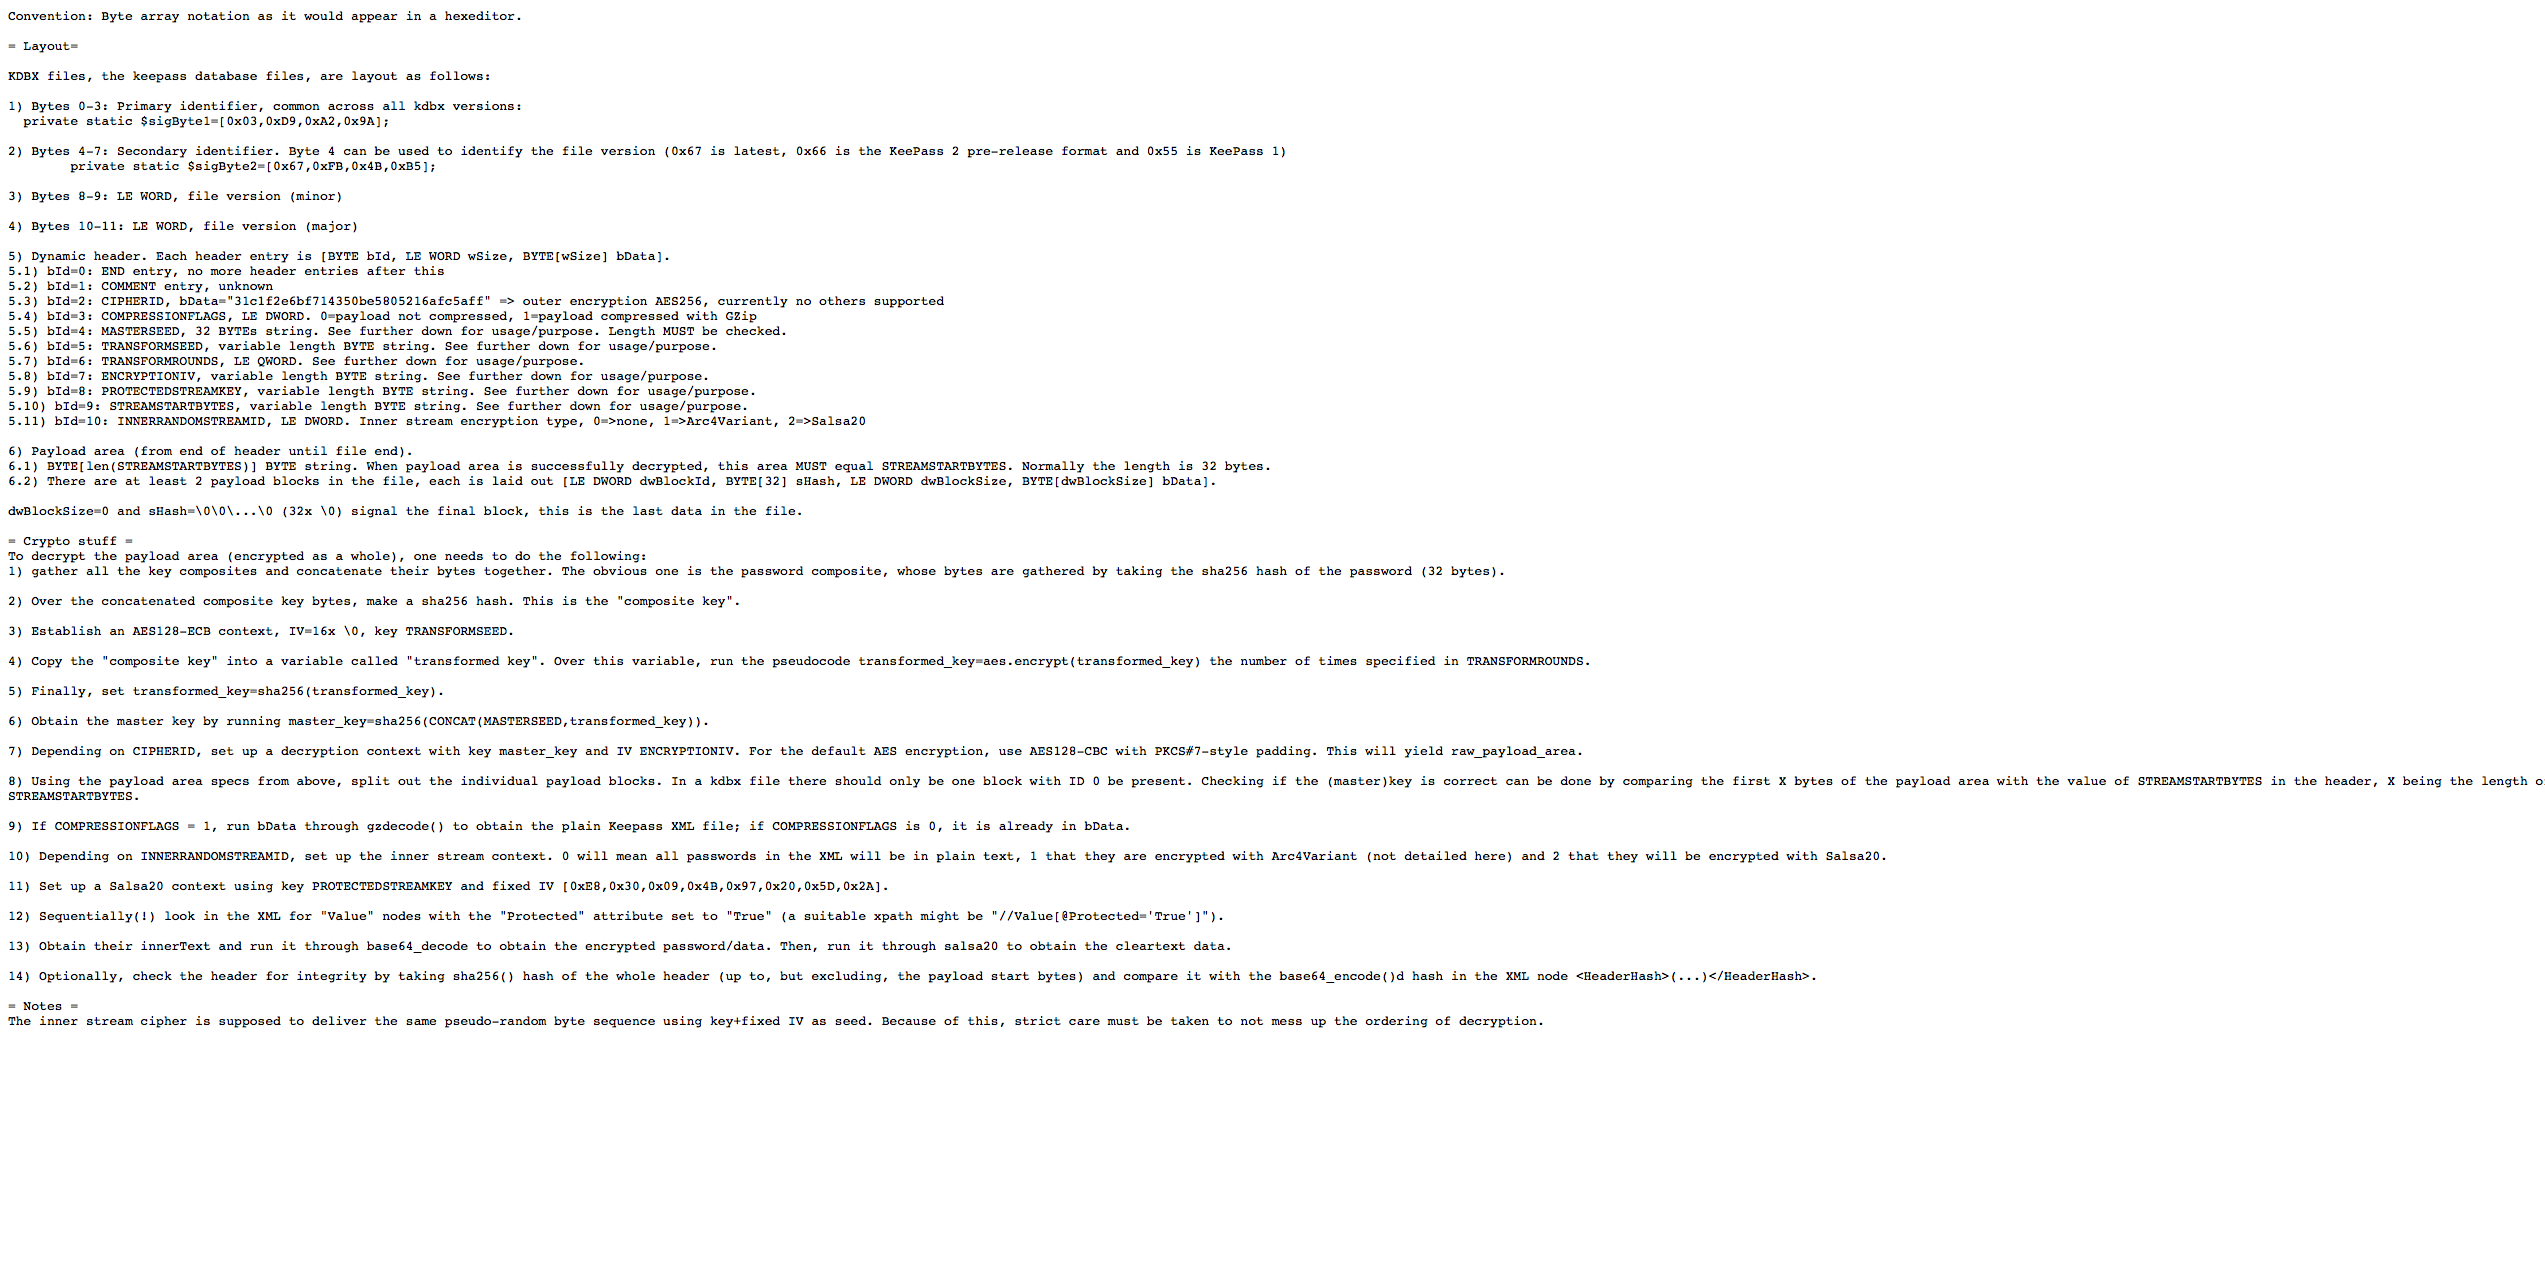 Convention: Byte array notation as it would appear in a hexeditor.
= Layout=
KDBX files, the keepass database files, are layout as follows:
1) Bytes 0-3: Primary identifier, common across all kdbx versions:
private static $sigByte1=[0x03,0xD9,0xA2,0x9A];
2) Bytes 4-7: Secondary identifier. Byte 4 can be used to identify the file version (0x67 is latest, 0x66 is the KeePass 2 pre-release format and 0x55 is KeePass 1)
private static $sigByte2=[0x67,0xFB,0x4B,0xB5];
3) Bytes 8-9: LE WORD, file version (minor)
4) Bytes 10-11: LE WORD, file version (major)
5) Dynamic header. Each header entry is [BYTE bId, LE WORD wSize, BYTE[wSize] bData].
5.1) bId=0: END entry, no more header entries after this
5.2) bId=1: COMMENT entry, unknown
5.3) bId=2: CIPHERID, bData="31c1f2e6bf714350be5805216afc5aff" => outer encryption AES256, currently no others supported
5.4) bId=3: COMPRESSIONFLAGS, LE DWORD. 0=payload not compressed, 1=payload compressed with GZip
5.5) bId=4: MASTERSEED, 32 BYTEs string. See further down for usage/purpose. Length MUST be checked.
5.6) bId=5: TRANSFORMSEED, variable length BYTE string. See further down for usage/purpose.
5.7) bId=6: TRANSFORMROUNDS, LE QWORD. See further down for usage/purpose.
5.8) bId=7: ENCRYPTIONIV, variable length BYTE string. See further down for usage/purpose.
5.9) bId=8: PROTECTEDSTREAMKEY, variable length BYTE string. See further down for usage/purpose.
5.10) bId=9: STREAMSTARTBYTES, variable length BYTE string. See further down for usage/purpose.
5.11) bId=10: INNERRANDOMSTREAMID, LE DWORD. Inner stream encryption type, 0=>none, 1=>Arc4Variant, 2=>Salsa20
6) Payload area (from end of header until file end).
6.1) BYTE[len(STREAMSTARTBYTES)] BYTE string. When payload area is successfully decrypted, this area MUST equal STREAMSTARTBYTES. Normally the length is 32 bytes.
6.2) There are at least 2 payload blocks in the file, each is laid out [LE DWORD dwBlockId, BYTE[32] sHash, LE DWORD dwBlockSize, BYTE[dwBlockSize] bData].
dwBlockSize=0 and sHash=\0\0\...\0 (32x \0) signal the final block, this is the last data in the file.
= Crypto stuff =
To decrypt the payload area (encrypted as a whole), one needs to do the following:
1) gather all the key composites and concatenate their bytes together. The obvious one is the password composite, whose bytes are gathered by taking the sha256 hash of the password (32 bytes).
2) Over the concatenated composite key bytes, make a sha256 hash. This is the "composite key".
3) Establish an AES128-ECB context, IV=16x \0, key TRANSFORMSEED.
4) Copy the "composite key" into a variable called "transformed key". Over this variable, run the pseudocode transformed_key=aes.encrypt(transformed_key) the number of times specified in TRANSFORMROUNDS.
5) Finally, set transformed_key=sha256(transformed_key).
6) Obtain the master key by running master_key=sha256(CONCAT(MASTERSEED,transformed_key)).
7) Depending on CIPHERID, set up a decryption context with key master_key and IV ENCRYPTIONIV. For the default AES encryption, use AES128-CBC with PKCS#7-style padding. This will yield raw_payload_area.
8) Using the payload area specs from above, split out the individual payload blocks. In a kdbx file there should only be one block with ID 0 be present. Checking if the (master)key is correct can be done by comparing the first X bytes of the payload area with the value of STREAMSTARTBYTES in the header, X being the length o
STREAMSTARTBYTES.
9) If COMPRESSIONFLAGS = 1, run bData through gzdecode() to obtain the plain Keepass XML file; if COMPRESSIONFLAGS is 0, it is already in bData.
10) Depending on INNERRANDOMSTREAMID, set up the inner stream context. 0 will mean all passwords in the XML will be in plain text, 1 that they are encrypted with Arc4Variant (not detailed here) and 2 that they will be encrypted with Salsa20.
11) Set up a Salsa20 context using key PROTECTEDSTREAMKEY and fixed IV [0xE8,0x30,0x09,0x4B,0x97,0x20,0x5D,0x2A].
12) Sequentially(!) look in the XML for "Value" nodes with the "Protected" attribute set to "True" (a suitable xpath might be "//Value[@Protected='True']").
13) Obtain their innerText and run it through base64_decode to obtain the encrypted password/data. Then, run it through salsa20 to obtain the cleartext data.
14) Optionally, check the header for integrity by taking sha256() hash of the whole header (up to, but excluding, the payload start bytes) and compare it with the base64_encode()d hash in the XML node <HeaderHash>(...)</HeaderHash>.
= Notes =
The inner stream cipher is supposed to deliver the same pseudo-random byte sequence using key+fixed IV as seed. Because of this, strict care must be taken to not mess up the ordering of decryption.